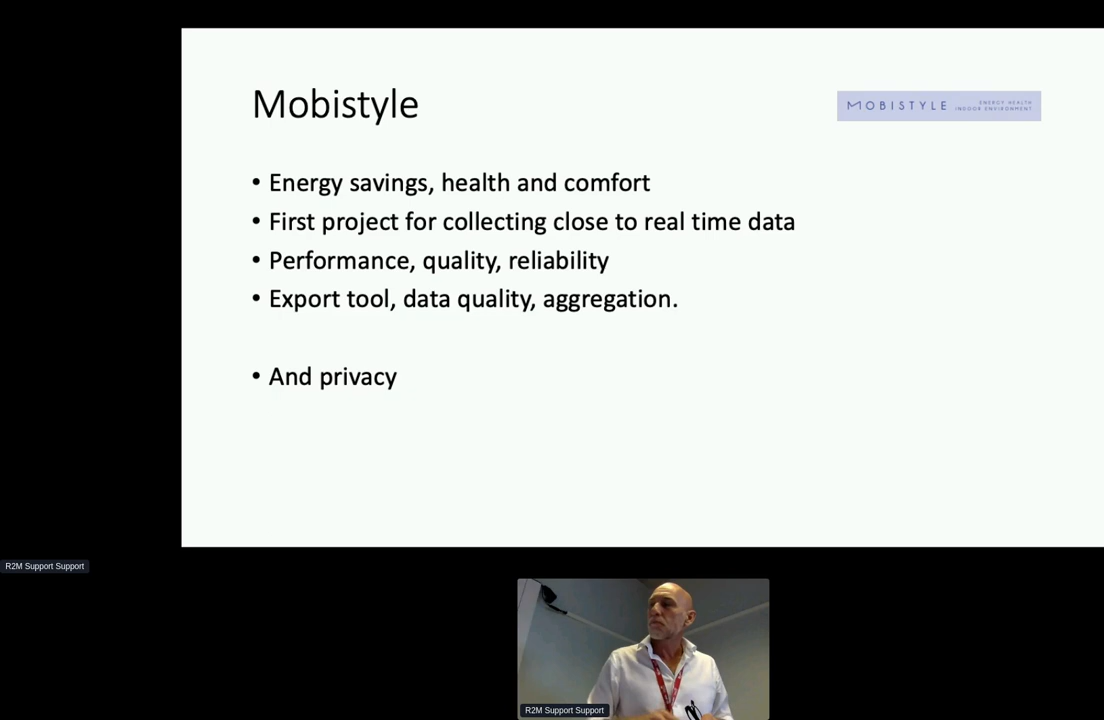 Mobistyle
MOBISTYLE
ENERGY HEALTH
INDOOR ENVIRONMENT
• Energy savings, health and comfort
• First project for collecting close to real time data
• Performance, quality, reliability
• Export tool, data quality, aggregation.
• And privacy
R2M Support Support
R2M Support Support